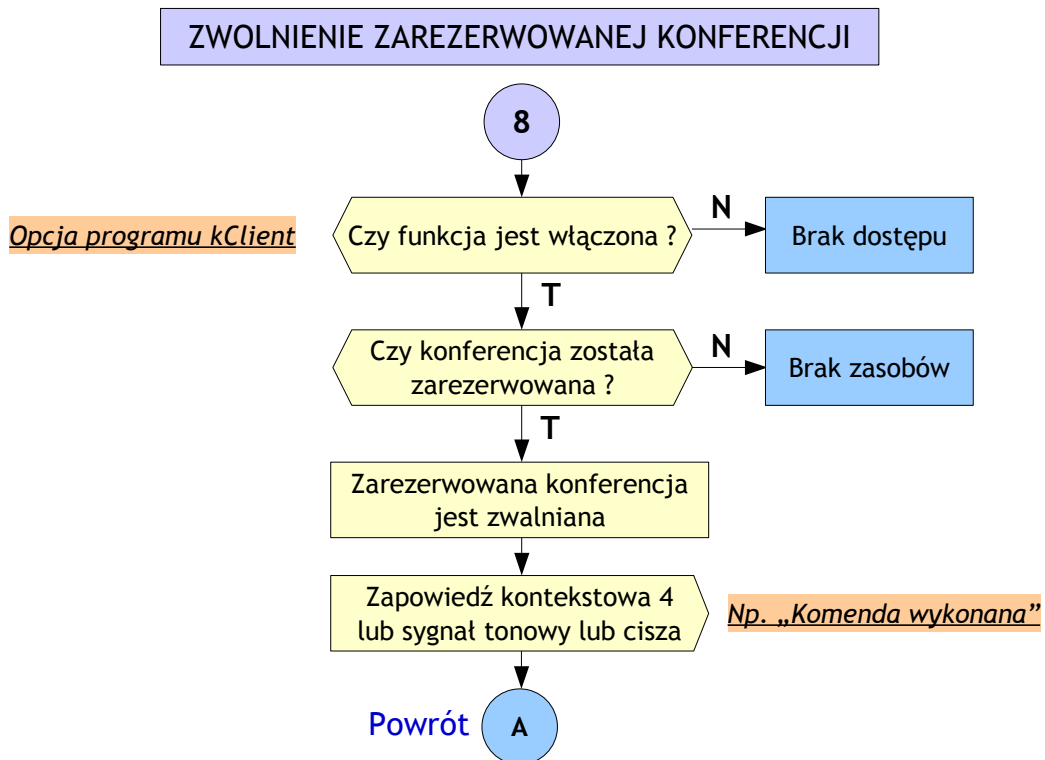 ZWOLNIENIE ZAREZERWOWANEJ KONFERENCJI
8
Opcja programu kClient
Czy funkcja jest włączona ?
N
Brak dostępu
T
Czy konferencja została
zarezerwowana ?
N
Brak zasobów
T
Zarezerwowana konferencja
jest zwalniana
Zapowiedź kontekstowa 4
lub sygnał tonowy lub cisza
Np. „Komenda wykonana”
Powrót
A